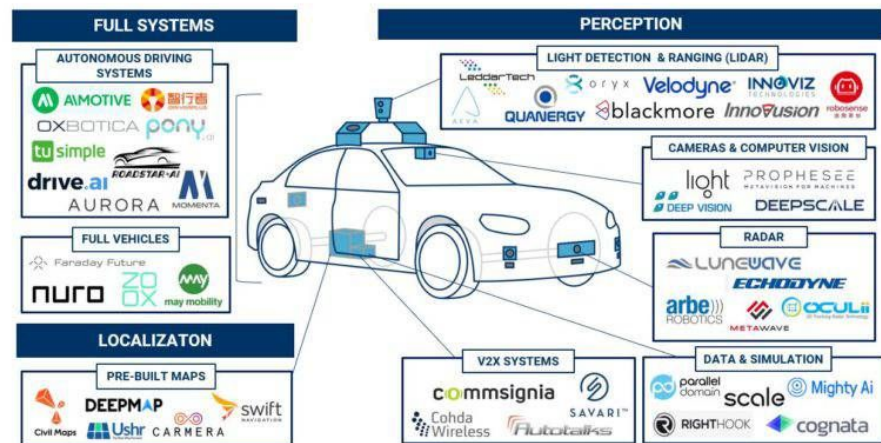 FULL SYSTEMS
AUTONOMOUS DRIVING
SYSTEMS
AIMOTIVE
智行者
OXBOTICA
pony.ai
tu simple
ROADSTAR.AI
drive.ai
AURORA
MOMENTA
FULL VEHICLES
Faraday Future
nuro
ZOOX
may
may mobility
LOCALIZATON
PRE-BUILT MAPS
Civil Maps
DEEPMAP
Ushr
CARMERA
swift
NAVIGATION
PERCEPTION
LIGHT DETECTION & RANGING (LIDAR)
LeddarTech
oryx
Velodyne
INNOVIZ
TECHNOLOGIES
AEVA
QUANERGY
blackmore
Innovusion
robosense
CAMERAS & COMPUTER VISION
light
PROPHESEE
METAVISION FOR MACHINES
DEEP VISION
DEEPSCALE
RADAR
LUNEWAVE
ECHODYNE
arbe
ROBOTICS
METAWAVE
OCULii
V2X SYSTEMS
commsignia
SAVARI™
Cohda
Wireless
Autotalks
DATA & SIMULATION
pd
parallel
domain
scale
Mighty Ai
RIGHTHOOK
cognata